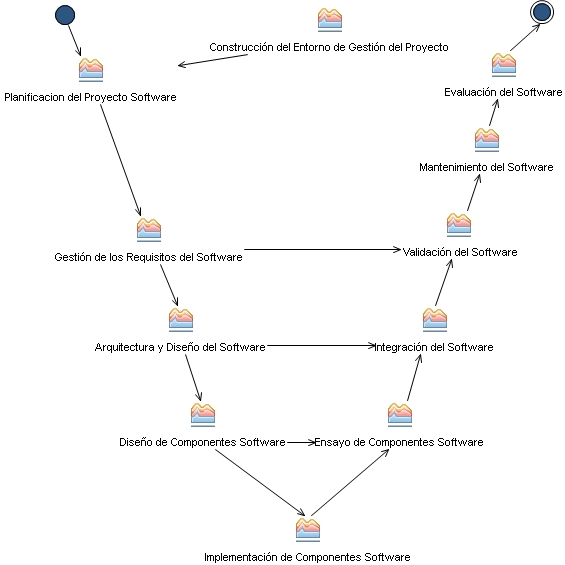 Construcción del Entorno de Gestión del Proyecto
Planificacion del Proyecto Software
Evaluación del Software
Mantenimiento del Software
Gestión de los Requisitos del Software
Validación del Software
Arquitectura y Diseño del Software
Integración del Software
Diseño de Componentes Software
Ensayo de Componentes Software
Implementación de Componentes Software